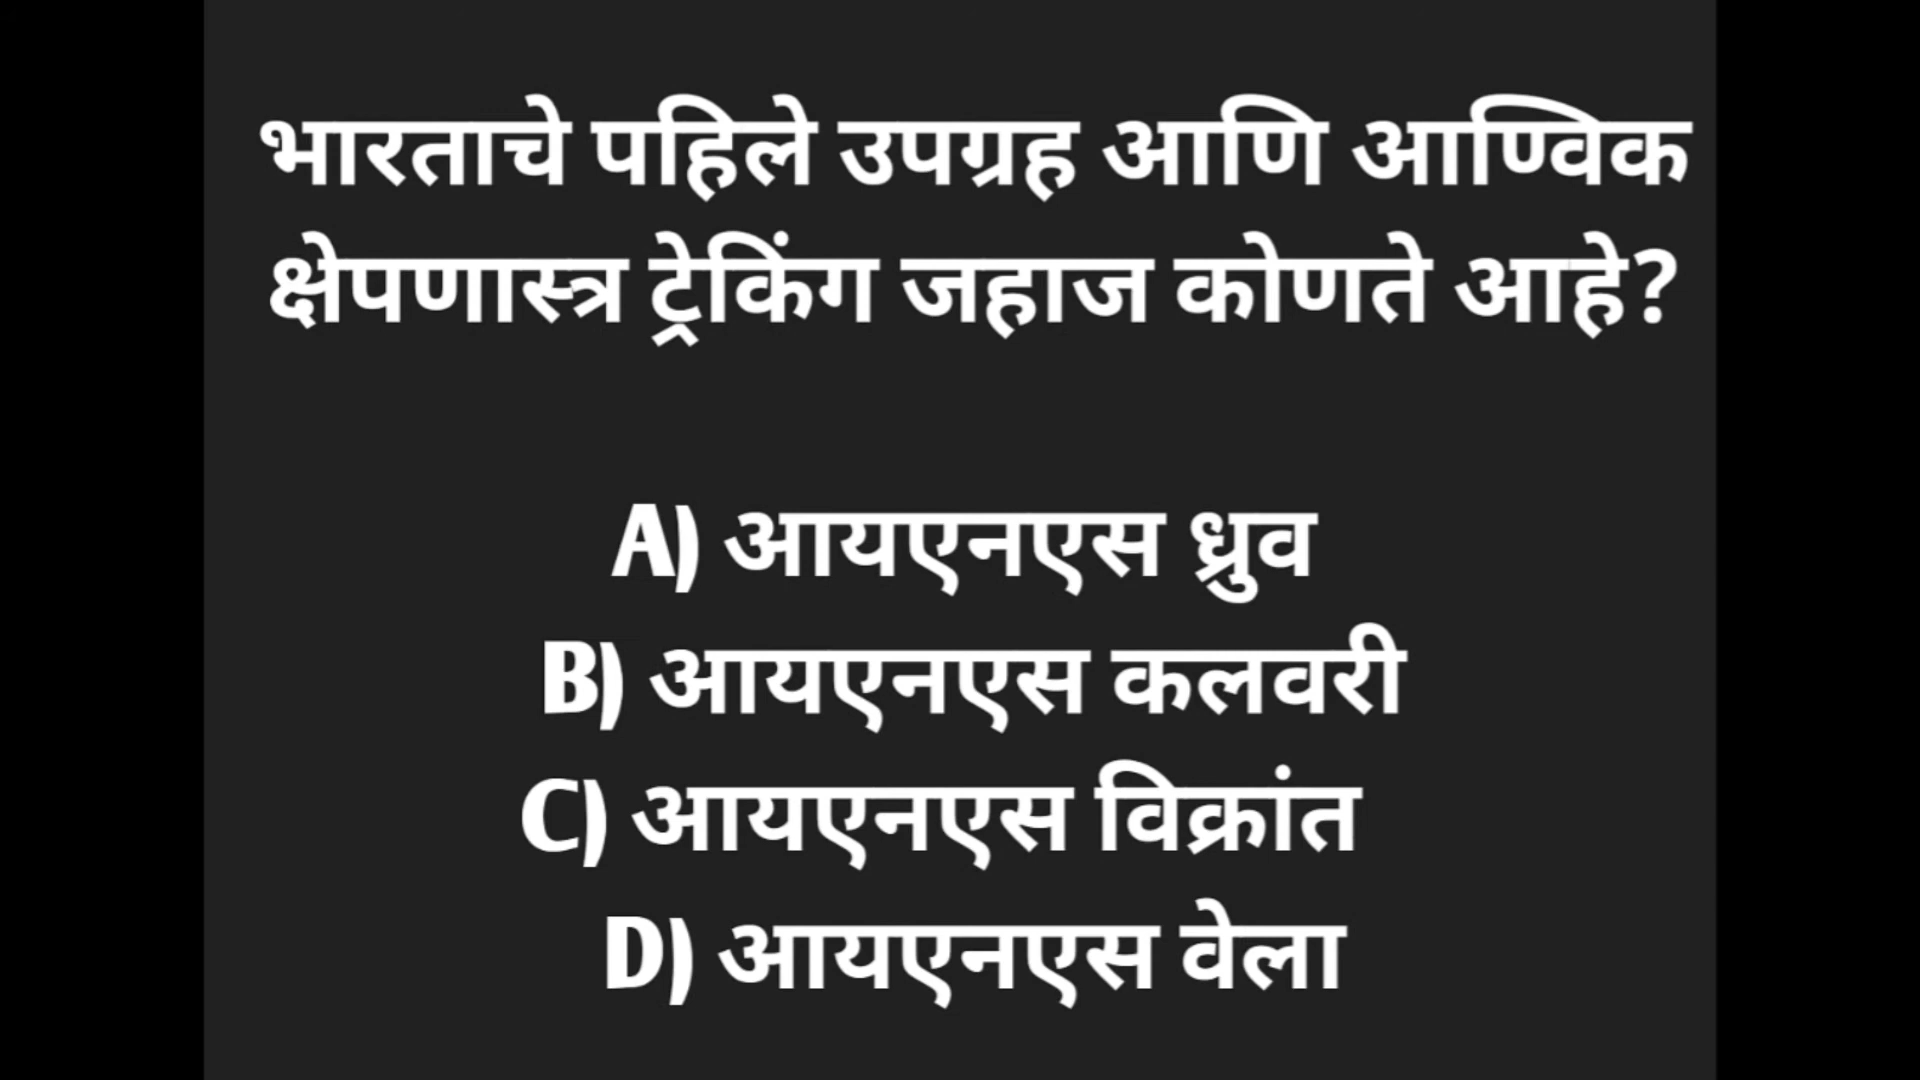 भारताचे पहिले उपग्रह आणि आण्विक
क्षेपणास्त्र ट्रेकिंग जहाज कोणते आहे?
A) आयएनएस ध्रुव
B) आयएनएस कलवरी
C) आयएनएस विक्रांत
D) आयएनएस वेला